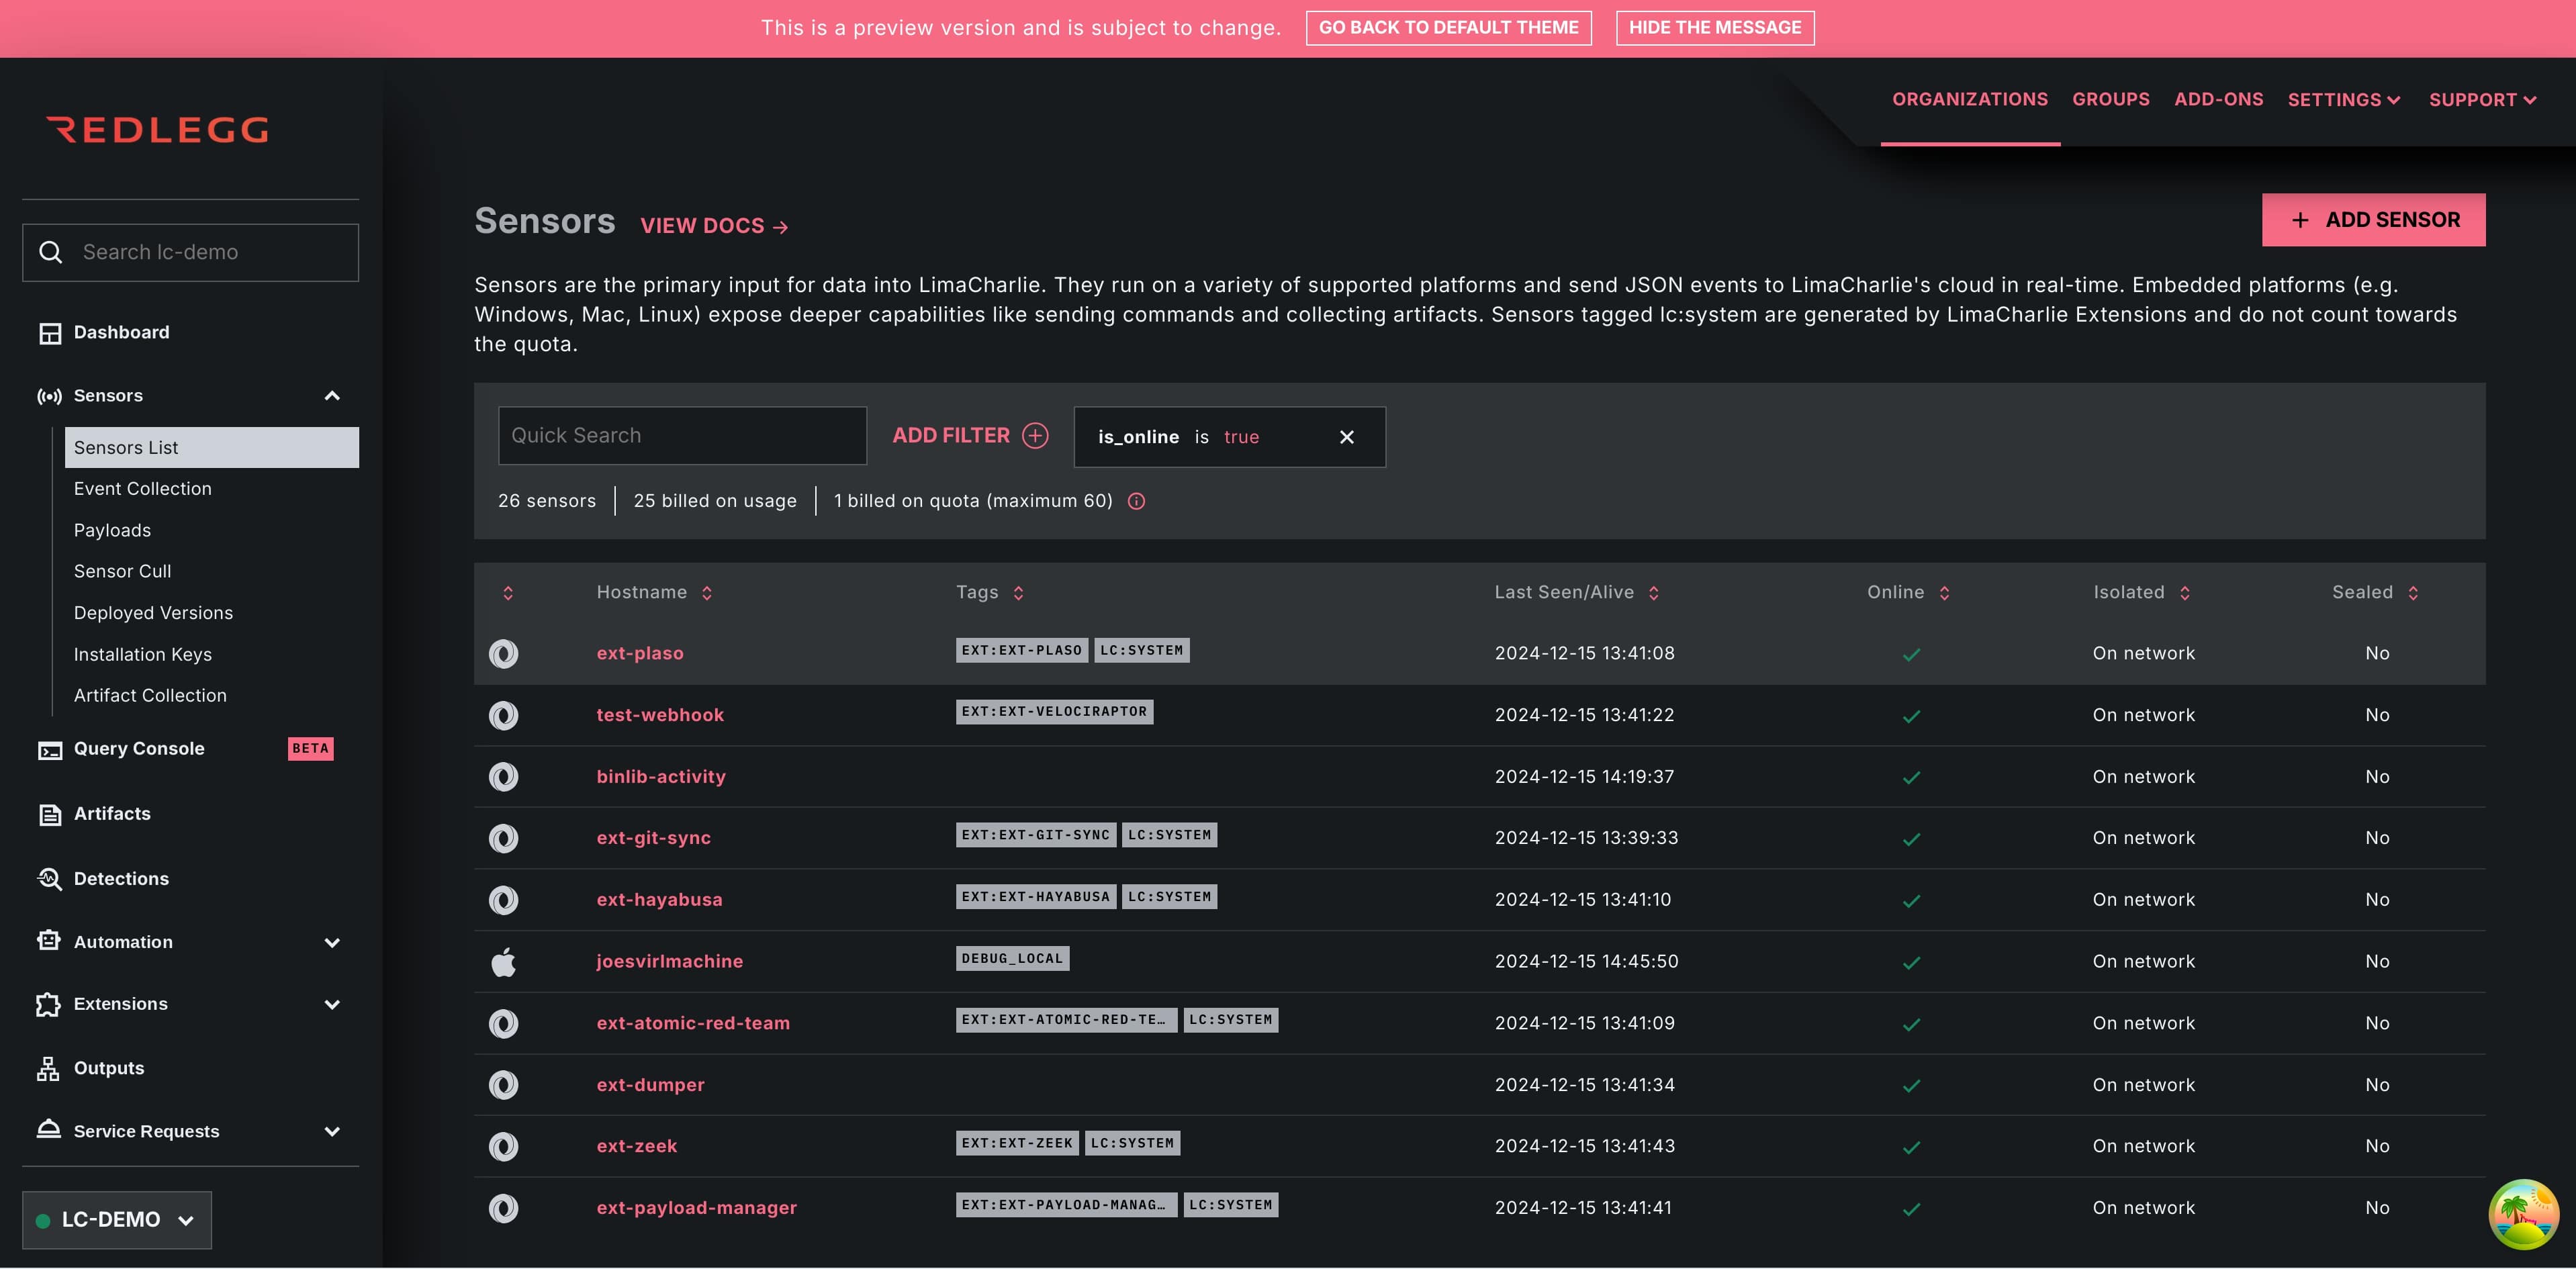 This is a preview version and is subject to change. GO BACK TO DEFAULT THEME HIDE THE MESSAGE
REDLEGG
ORGANIZATIONS GROUPS ADD-ONS SETTINGS SUPPORT
Search lc-demo
Dashboard
Sensors
Sensors List
Event Collection
Payloads
Sensor Cull
Deployed Versions
Installation Keys
Artifact Collection
Query Console BETA
Artifacts
Detections
Automation
Extensions
Outputs
Service Requests
LC-DEMO
Sensors VIEW DOCS →
+ ADD SENSOR
Sensors are the primary input for data into LimaCharlie. They run on a variety of supported platforms and send JSON events to LimaCharlie's cloud in real-time. Embedded platforms (e.g.
Windows, Mac, Linux) expose deeper capabilities like sending commands and collecting artifacts. Sensors tagged lc:system are generated by LimaCharlie Extensions and do not count towards
the quota.
Quick Search ADD FILTER is_online is true
26 sensors 25 billed on usage 1 billed on quota (maximum 60)
Hostname Tags Last Seen/Alive Online Isolated Sealed
ext-plaso EXT:EXT-PLASO LC:SYSTEM 2024-12-15 13:41:08 On network No
test-webhook EXT:EXT-VELOCIRAPTOR 2024-12-15 13:41:22 On network No
binlib-activity 2024-12-15 14:19:37 On network No
ext-git-sync EXT:EXT-GIT-SYNC LC:SYSTEM 2024-12-15 13:39:33 On network No
ext-hayabusa EXT:EXT-HAYABUSA LC:SYSTEM 2024-12-15 13:41:10 On network No
joesvirlmachine DEBUG_LOCAL 2024-12-15 14:45:50 On network No
ext-atomic-red-team EXT:EXT-ATOMIC-RED-TE… LC:SYSTEM 2024-12-15 13:41:09 On network No
ext-dumper 2024-12-15 13:41:34 On network No
ext-zeek EXT:EXT-ZEEK LC:SYSTEM 2024-12-15 13:41:43 On network No
ext-payload-manager EXT:EXT-PAYLOAD-MANAG… LC:SYSTEM 2024-12-15 13:41:41 On network No